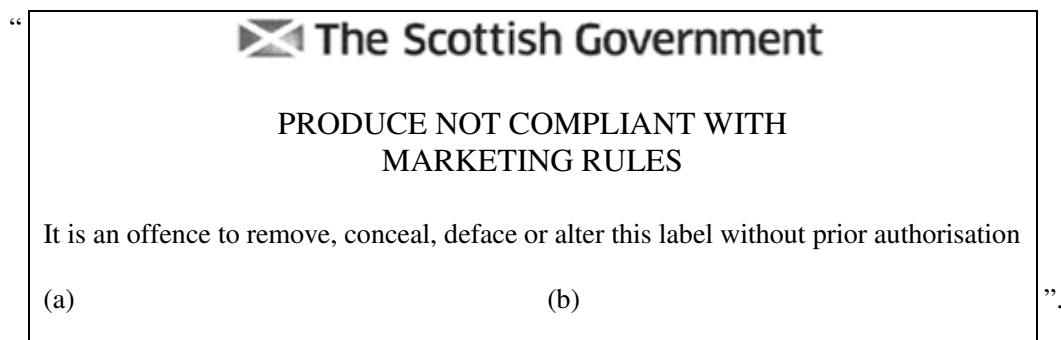 “
The Scottish Government
PRODUCE NOT COMPLIANT WITH
MARKETING RULES
It is an offence to remove, conceal, deface or alter this label without prior authorisation
(a) (b) ”.